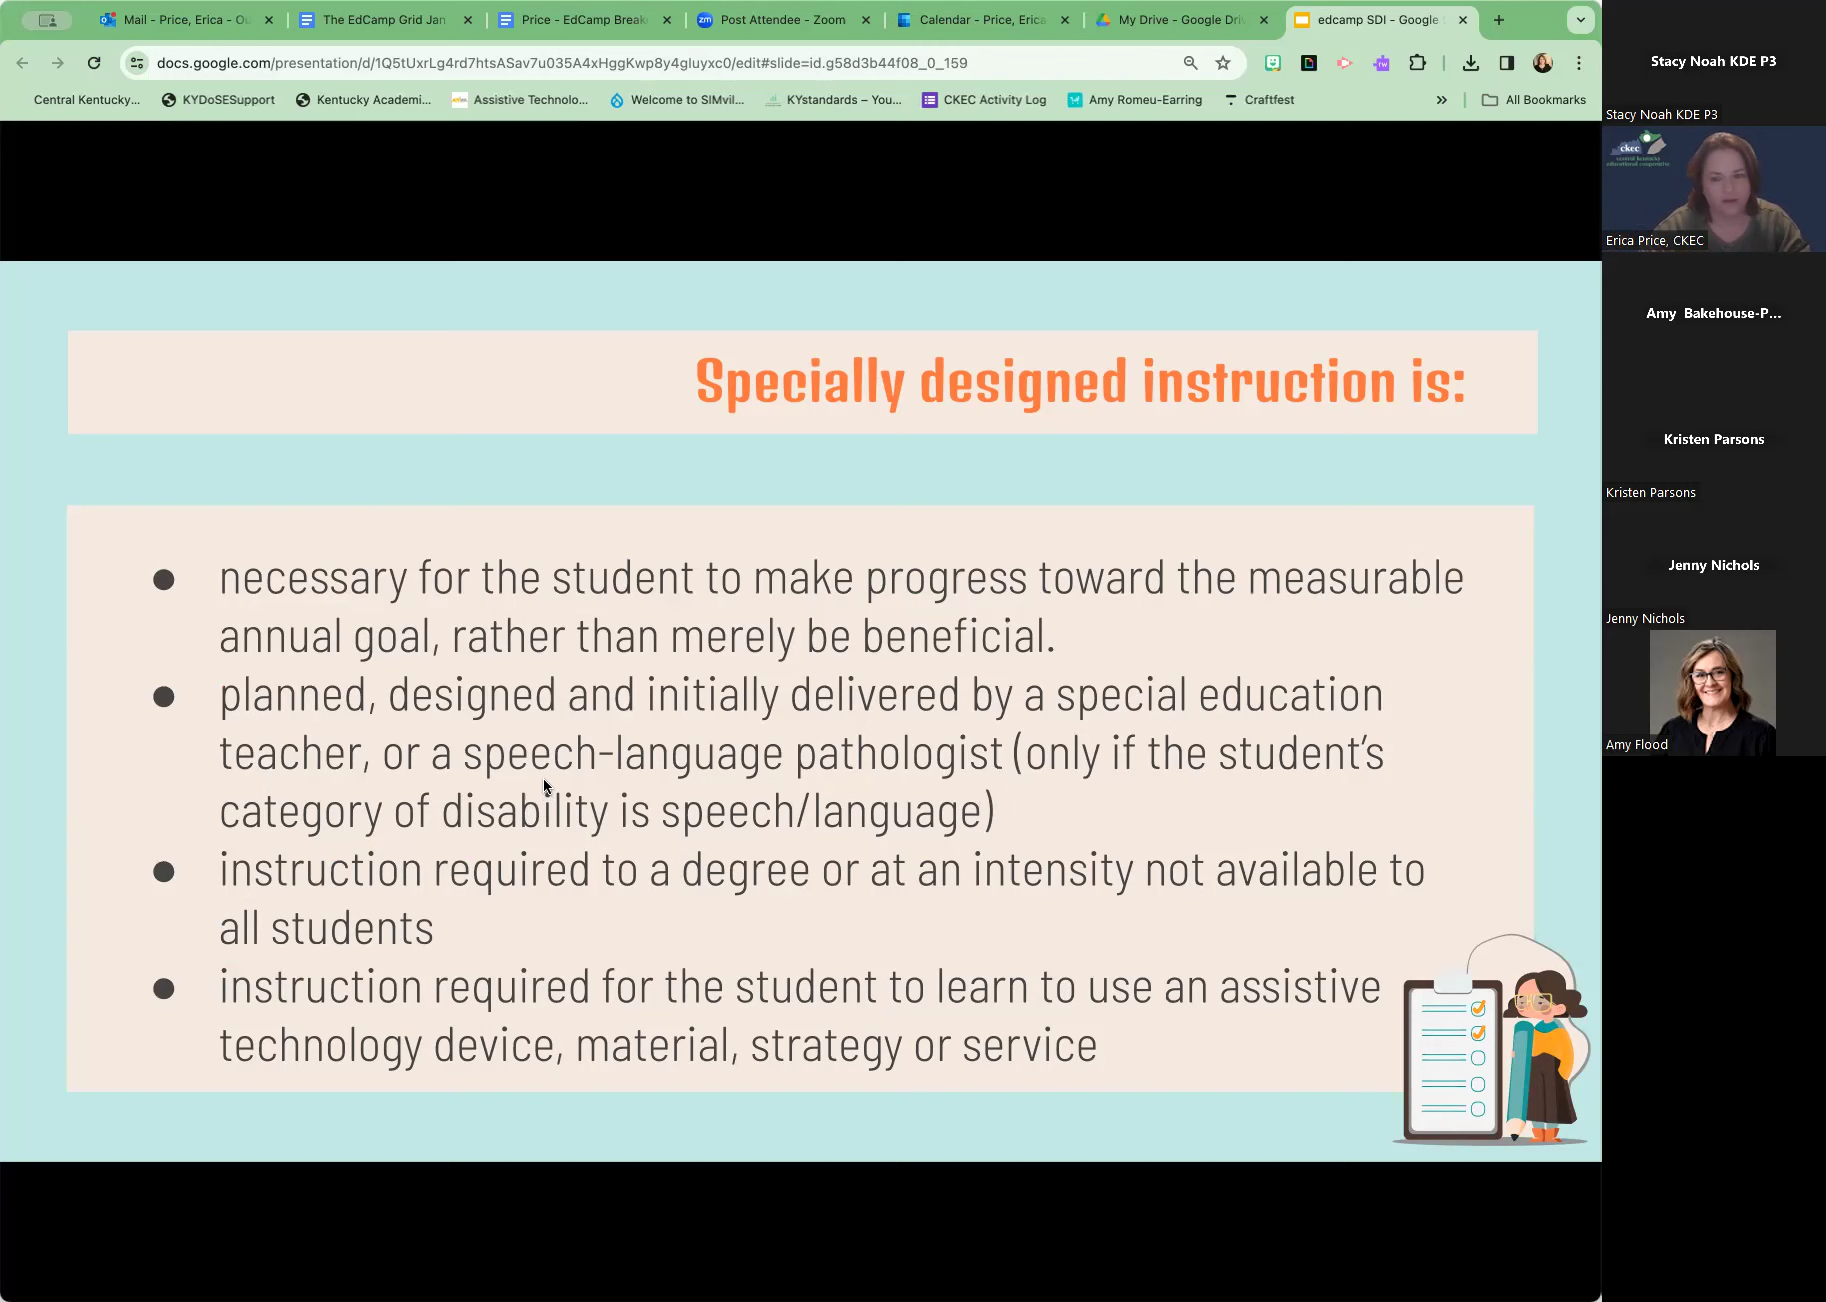 Mail - Price, Erica - Ou
The EdCamp Grid Jan
Price - EdCamp Break
Post Attendee - Zoom
Calendar - Price, Erica
My Drive - Google Dri
edcamp SDI - Google
docs.google.com/presentation/d/1Q5tUxrLg4rd7htsASav7u035A4xHggKwp8y4gluyxc0/edit#slide=id.g58d3b44f08_0_159
Central Kentucky...
KYDoSESupport
Kentucky Academi...
Assistive Technolo...
Welcome to SIMvil...
KYstandards – You...
CKEC Activity Log
Amy Romeu-Earring
Craftfest
All Bookmarks
Specially designed instruction is:
● necessary for the student to make progress toward the measurable
annual goal, rather than merely be beneficial.
● planned, designed and initially delivered by a special education
teacher, or a speech-language pathologist (only if the student’s
category of disability is speech/language)
● instruction required to a degree or at an intensity not available to
all students
● instruction required for the student to learn to use an assistive
technology device, material, strategy or service
Stacy Noah KDE P3
Stacy Noah KDE P3
ckec
central kentucky
educational cooperative
Erica Price, CKEC
Amy Bakehouse-P...
Kristen Parsons
Kristen Parsons
Jenny Nichols
Jenny Nichols
Amy Flood